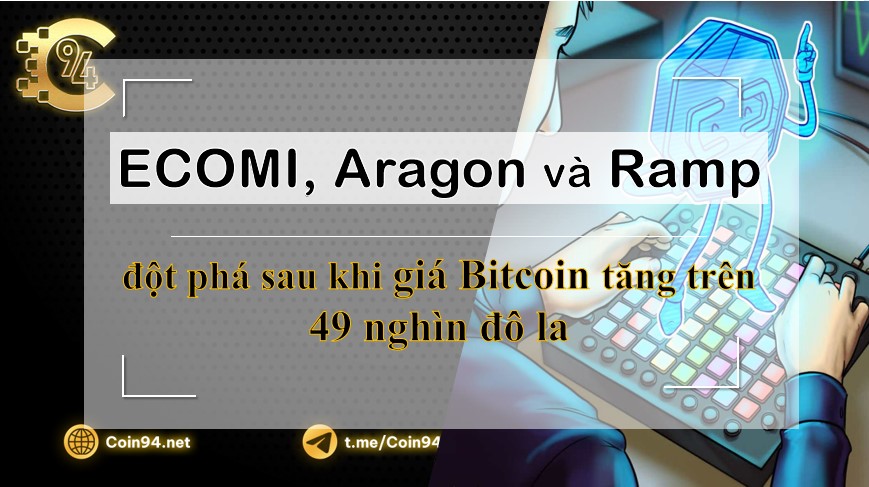 C94
ECOMI, Aragon và Ramp
đột phá sau khi giá Bitcoin tăng trên
49 nghìn đô la
Coin94.net
t.me/Coin94